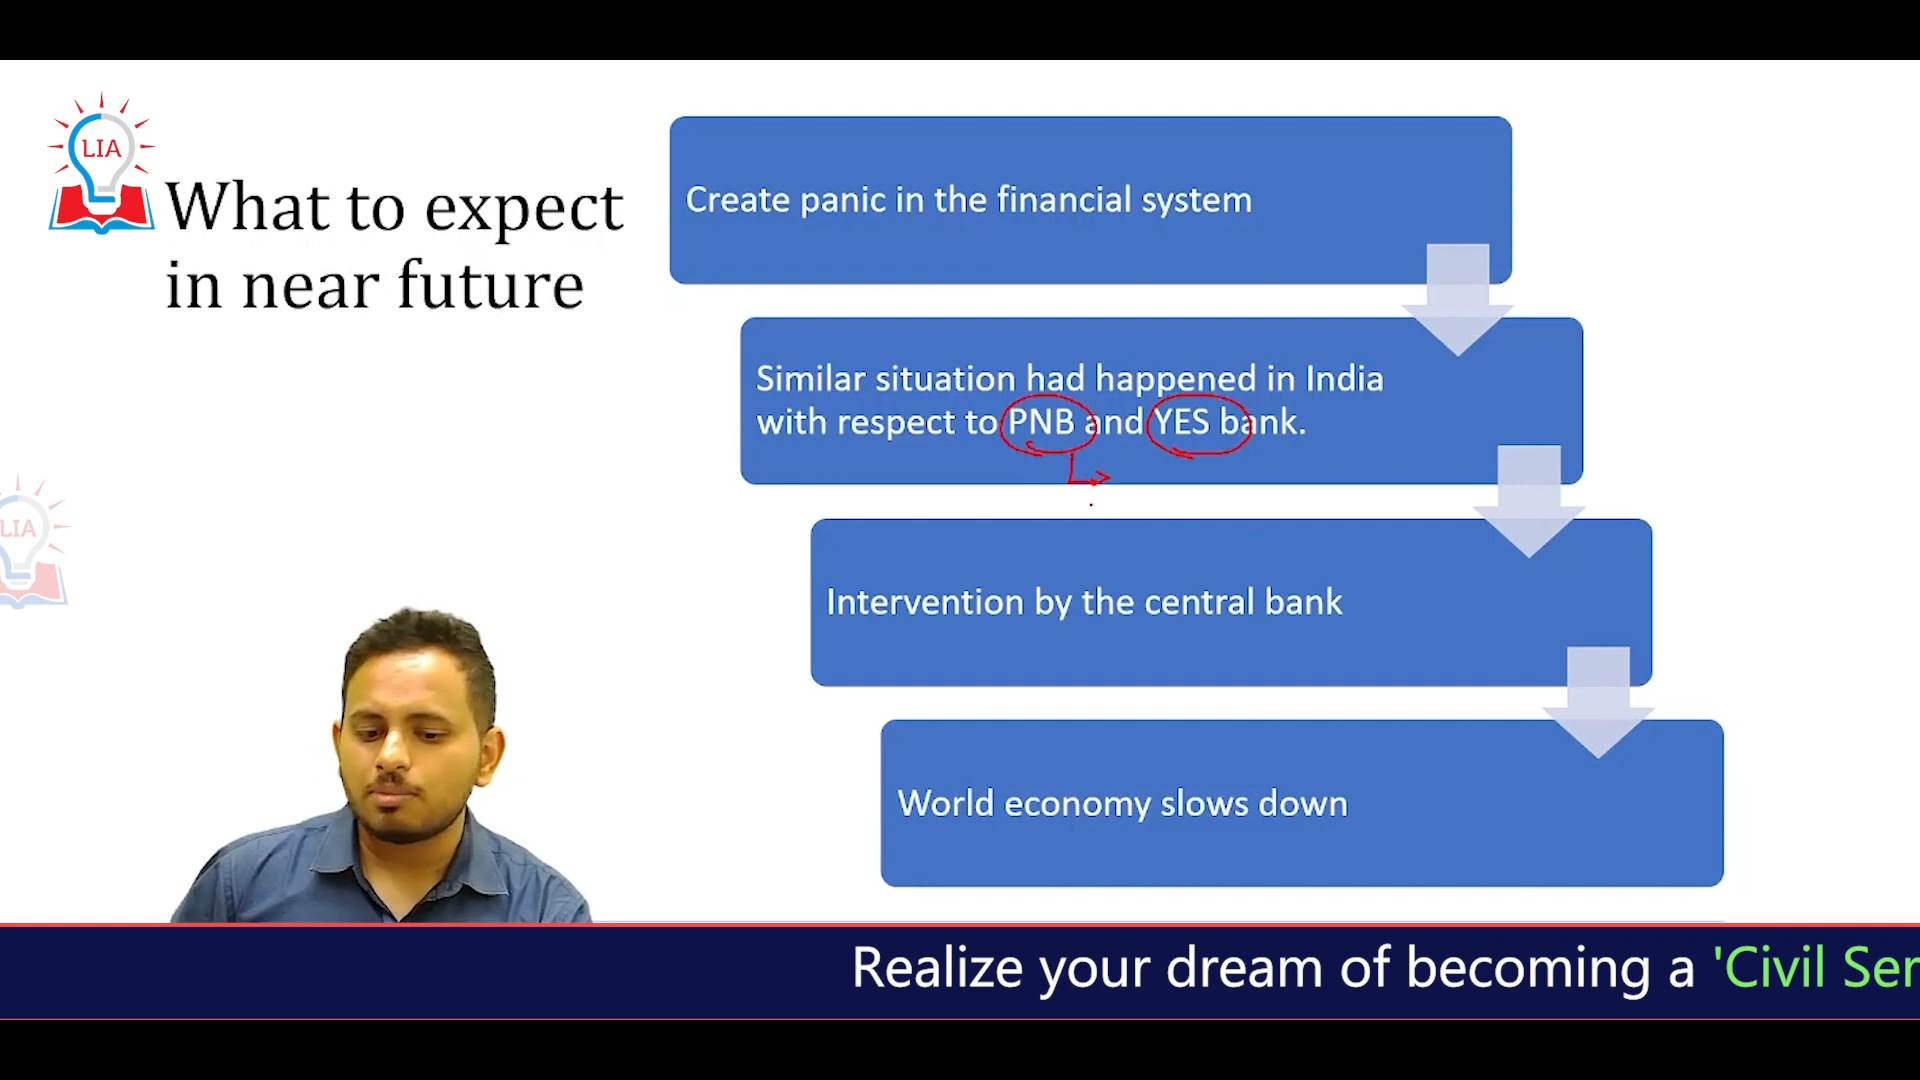 LIA
What to expect
in near future
Create panic in the financial system
Similar situation had happened in India
with respect to PNB and YES bank.
Intervention by the central bank
World economy slows down
LIA
Realize your dream of becoming a 'Civil Ser